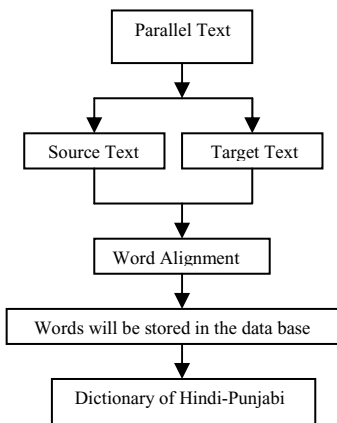 Parallel Text
Source Text
Target Text
Word Alignment
Words will be stored in the data base
Dictionary of Hindi-Punjabi